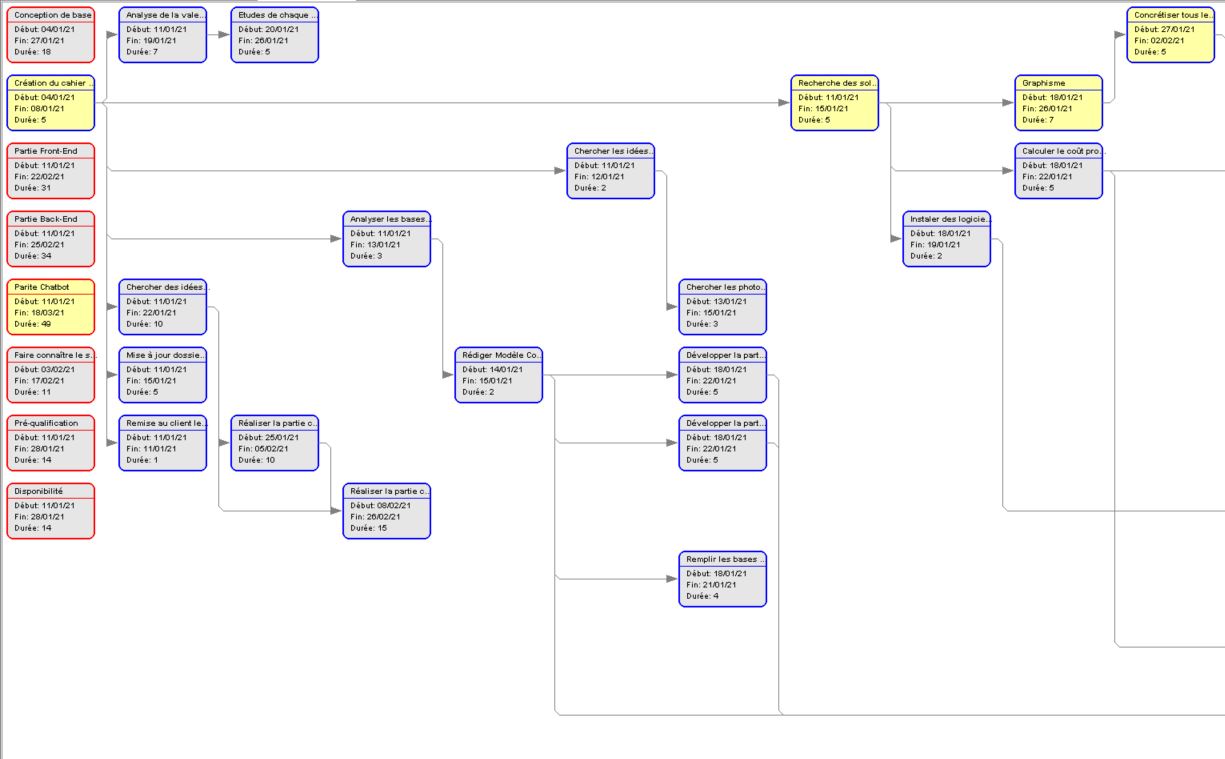 Conception de base
Début: 04/01/21
Fin: 27/01/21
Durée: 18
Analyse de la vale...
Début: 11/01/21
Fin: 19/01/21
Durée: 7
Etudes de chaque ...
Début: 20/01/21
Fin: 26/01/21
Durée: 5
Concrétiser tous le...
Début: 27/01/21
Fin: 02/02/21
Durée: 5
Création du cahier ...
Début: 04/01/21
Fin: 08/01/21
Durée: 5
Recherche des sol...
Début: 11/01/21
Fin: 15/01/21
Durée: 5
Graphisme
Début: 18/01/21
Fin: 26/01/21
Durée: 7
Partie Front-End
Début: 11/01/21
Fin: 22/02/21
Durée: 31
Chercher les idées...
Début: 11/01/21
Fin: 12/01/21
Durée: 2
Calculer le coût pro...
Début: 18/01/21
Fin: 22/01/21
Durée: 5
Partie Back-End
Début: 11/01/21
Fin: 25/02/21
Durée: 34
Analyser les bases...
Début: 11/01/21
Fin: 13/01/21
Durée: 3
Instaler des logicie...
Début: 18/01/21
Fin: 19/01/21
Durée: 2
Parite Chatbot
Début: 11/01/21
Fin: 18/03/21
Durée: 49
Chercher des idées...
Début: 11/01/21
Fin: 22/01/21
Durée: 10
Chercher les photo...
Début: 13/01/21
Fin: 15/01/21
Durée: 3
Faire connaître le s...
Début: 03/02/21
Fin: 17/02/21
Durée: 11
Mise à jour dossie...
Début: 11/01/21
Fin: 15/01/21
Durée: 5
Rédiger Modèle Co...
Début: 14/01/21
Fin: 15/01/21
Durée: 2
Développer la part...
Début: 18/01/21
Fin: 22/01/21
Durée: 5
Pré-qualification
Début: 11/01/21
Fin: 28/01/21
Durée: 14
Remise au client le...
Début: 11/01/21
Fin: 11/01/21
Durée: 1
Réaliser la partie c...
Début: 25/01/21
Fin: 05/02/21
Durée: 10
Développer la part...
Début: 18/01/21
Fin: 22/01/21
Durée: 5
Disponibilité
Début: 11/01/21
Fin: 28/01/21
Durée: 14
Réaliser la partie c...
Début: 08/02/21
Fin: 26/02/21
Durée: 15
Remplir les bases ...
Début: 18/01/21
Fin: 21/01/21
Durée: 4